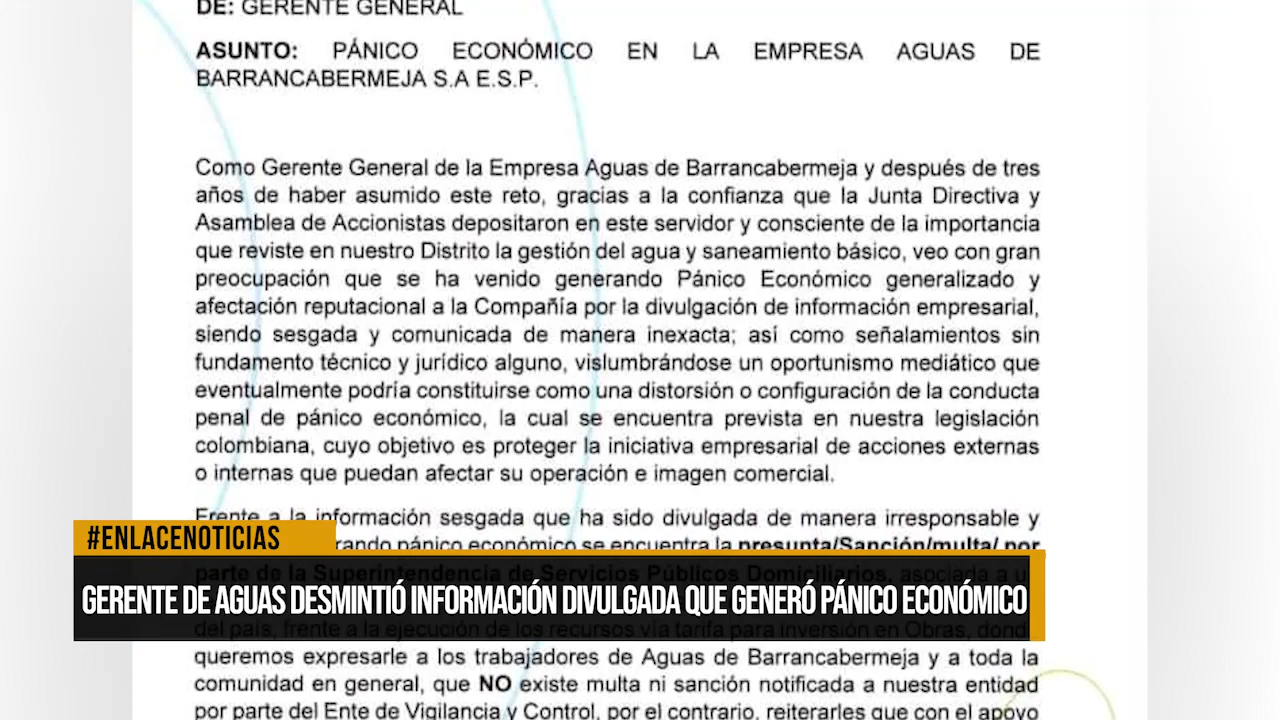 DE: GERENTE GENERAL
ASUNTO: PÁNICO ECONÓMICO EN LA EMPRESA AGUAS DE
BARRANCABERMEJA S.A E.S.P.
Como Gerente General de la Empresa Aguas de Barrancabermeja y después de tres
años de haber asumido este reto, gracias a la confianza que la Junta Directiva y
Asamblea de Accionistas depositaron en este servidor y consciente de la importancia
que reviste en nuestro Distrito la gestión del agua y saneamiento básico, veo con gran
preocupación que se ha venido generando Pánico Económico generalizado y
afectación reputacional a la Compañía por la divulgación de información empresarial,
siendo sesgada y comunicada de manera inexacta; así como señalamientos sin
fundamento técnico y jurídico alguno, vislumbrándose un oportunismo mediático que
eventualmente podría constituirse como una distorsión o configuración de la conducta
penal de pánico económico, la cual se encuentra prevista en nuestra legislación
colombiana, cuyo objetivo es proteger la iniciativa empresarial de acciones externas
o internas que puedan afectar su operación e imagen comercial.
Frente a la información sesgada que ha sido divulgada de manera irresponsable y
#ENLACENOTICIAS
pánico económico se encuentra la presunta/Sanción/multa/ por
parte de la Superintendencia de Servicios Públicos Domiciliarios, asociada a
GERENTE DE AGUAS DESMINTIÓ INFORMACIÓN DIVULGADA QUE GENERÓ PÁNICO ECONÓMICO
del país, frente a la ejecución de los recursos vía tarifa para inversión en Obras,
queremos expresarle a los trabajadores de Aguas de Barrancabermeja y a toda la
comunidad en general, que NO existe multa ni sanción notificada a nuestra entidad
por parte del Ente de Vigilancia y Control, por el contrario, reiterarles que con el apoyo